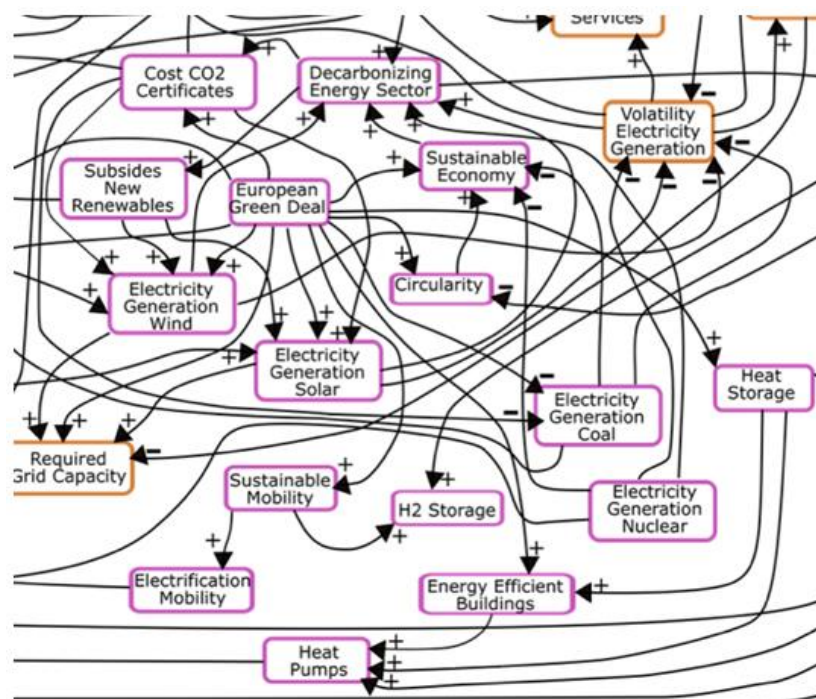 Services
Cost CO2
Certificates
Decarbonizing
Energy Sector
Volatility
Electricity
Generation
Subsides
New
Renewables
European
Green Deal
Sustainable
Economy
Electricity
Generation
Wind
Circularity
Electricity
Generation
Solar
Heat
Storage
Electricity
Generation
Coal
Required
Grid Capacity
Sustainable
Mobility
H2 Storage
Electricity
Generation
Nuclear
Electrification
Mobility
Energy Efficient
Buildings
Heat
Pumps